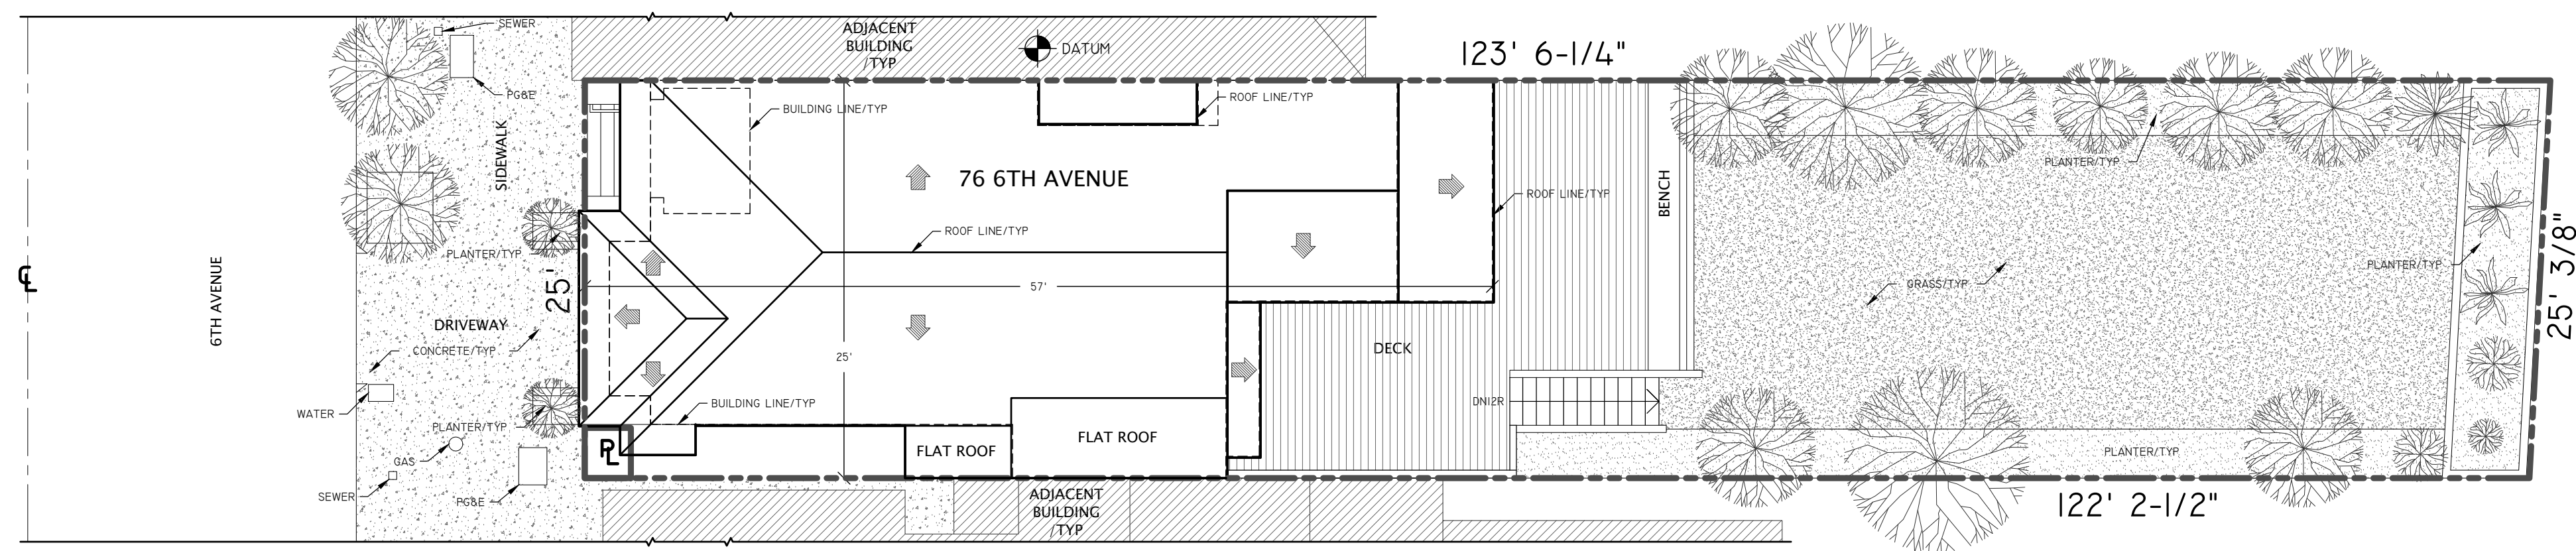 SEWER
ADJACENT
BUILDING
/TYP
DATUM
123' 6-1/4"
PG&E
BUILDING LINE/TYP
ROOF LINE/TYP
SIDEWALK
76 6TH AVENUE
PLANTER/TYP
BENCH
ROOF LINE/TYP
ROOF LINE/TYP
PLANTER/TYP
25'
25' 3/8"
PLANTER/TYP
CL
6TH AVENUE
57'
GRASS/TYP
DRIVEWAY
CONCRETE/TYP
25'
DECK
WATER
BUILDING LINE/TYP
DN12R
PLANTER/TYP
FLAT ROOF
FLAT ROOF
PL
GAS
PLANTER/TYP
SEWER
PG&E
ADJACENT
BUILDING
/TYP
122' 2-1/2"